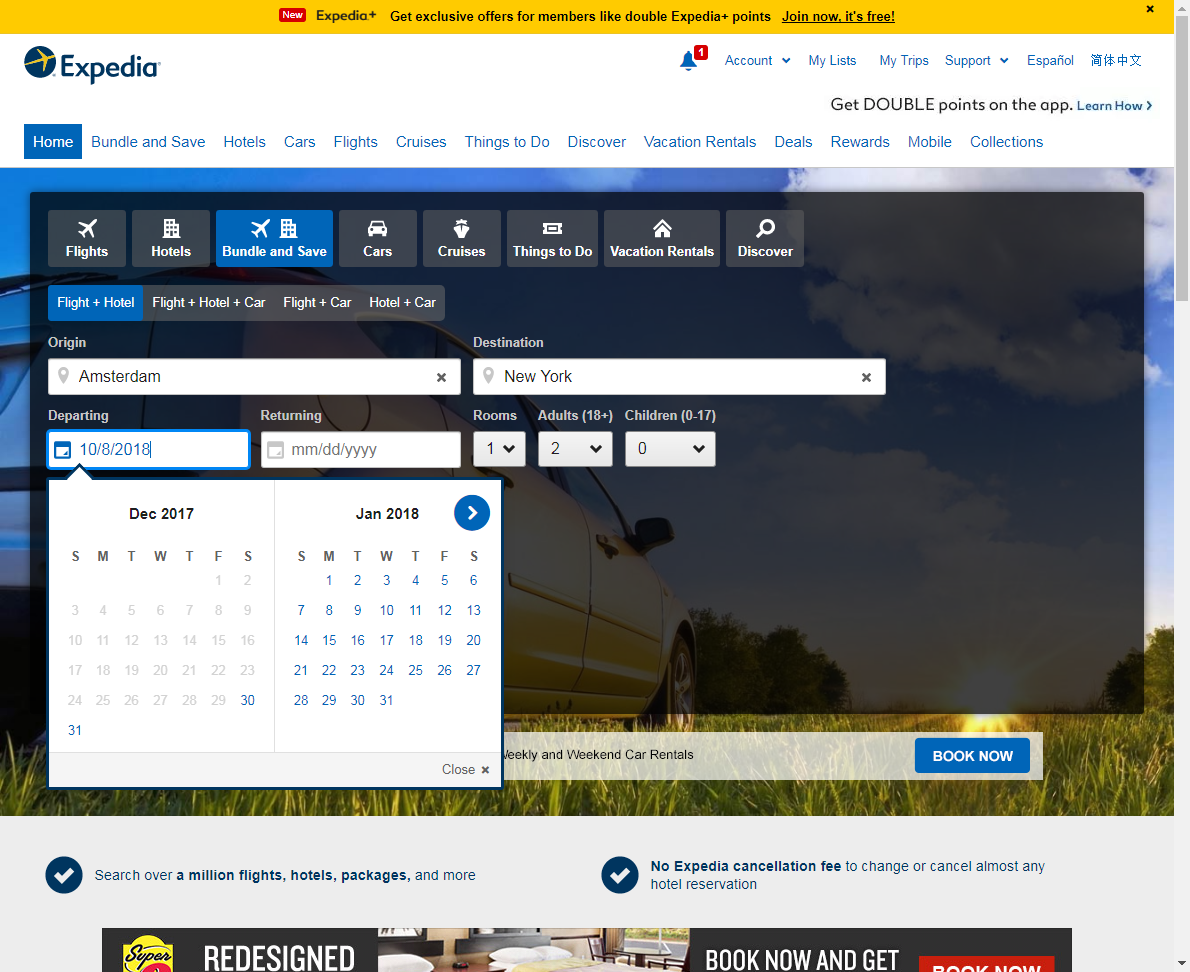 New Expedia+ Get exclusive offers for members like double Expedia+ points Join now, it's free!
Expedia
1 Account My Lists My Trips Support Español 简体中文
Get DOUBLE points on the app. Learn How
Home Bundle and Save Hotels Cars Flights Cruises Things to Do Discover Vacation Rentals Deals Rewards Mobile Collections
Flights Hotels Bundle and Save Cars Cruises Things to Do Vacation Rentals Discover
Flight + Hotel Flight + Hotel + Car Flight + Car Hotel + Car
Origin Destination
Amsterdam New York
Departing Returning Rooms Adults (18+) Children (0-17)
10/8/2018 mm/dd/yyyy 1 2 0
Dec 2017 Jan 2018
S M T W T F S S M T W T F S
1 2 1 2 3 4 5 6
3 4 5 6 7 8 9 7 8 9 10 11 12 13
10 11 12 13 14 15 16 14 15 16 17 18 19 20
17 18 19 20 21 22 23 21 22 23 24 25 26 27
24 25 26 27 28 29 30 28 29 30 31
31
Weekly and Weekend Car Rentals BOOK NOW
Close
Search over a million flights, hotels, packages, and more
No Expedia cancellation fee to change or cancel almost any
hotel reservation
Super
8
REDESIGNED
BOOK NOW AND GET
BOOK NOW